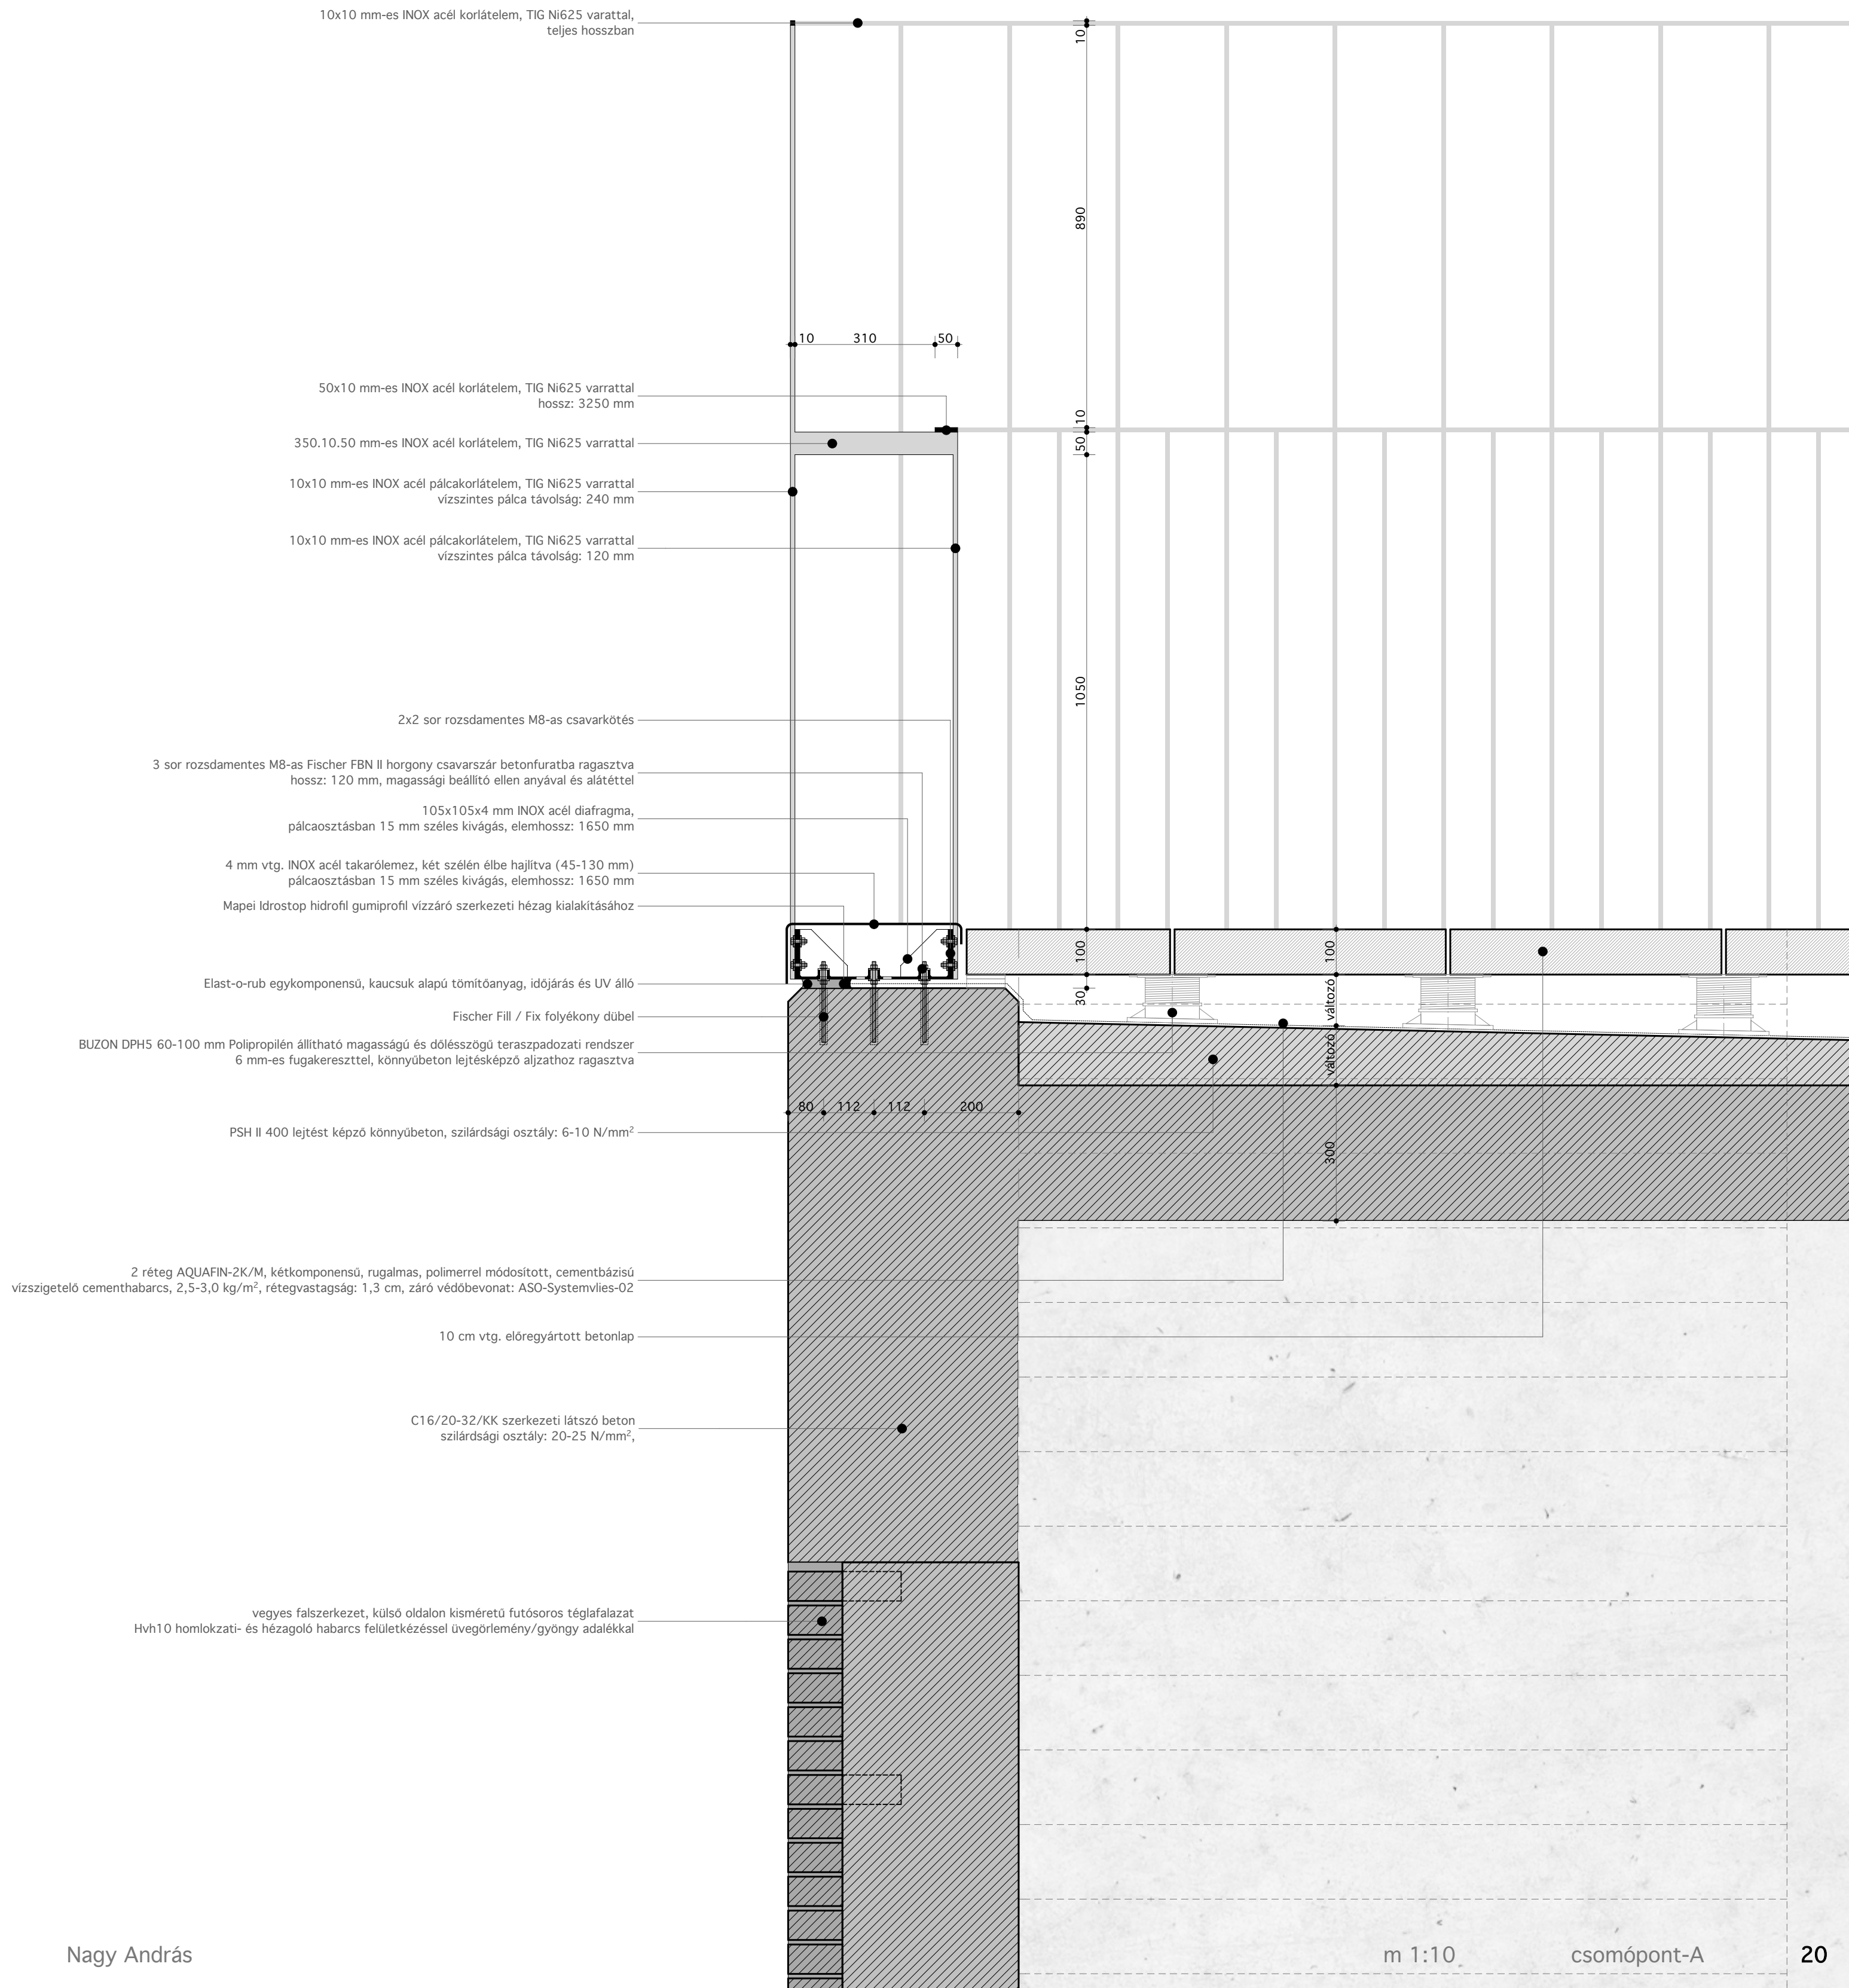 10x10 mm-es INOX acél korlátelem, TIG Ni625 varattal,
teljes hosszban
10
890
10 310 50
50x10 mm-es INOX acél korlátelem, TIG Ni625 varrattal
hossz: 3250 mm
10
350.10.50 mm-es INOX acél korlátelem, TIG Ni625 varrattal
50
10x10 mm-es INOX acél pálcakorlátelem, TIG Ni625 varrattal
vízszintes pálca távolság: 240 mm
10x10 mm-es INOX acél pálcakorlátelem, TIG Ni625 varrattal
vízszintes pálca távolság: 120 mm
1050
2x2 sor rozsdamentes M8-as csavarkötés
3 sor rozsdamentes M8-as Fischer FBN II horgony csavarszár betonfuratba ragasztva
hossz: 120 mm, magassági beállító ellen anyával és alátéttel
105x105x4 mm INOX acél diafragma,
pálcaosztásban 15 mm széles kivágás, elemhossz: 1650 mm
4 mm vtg. INOX acél takarólemez, két szélén élbe hajlítva (45-130 mm)
pálcaosztásban 15 mm széles kivágás, elemhossz: 1650 mm
Mapei Idrostop hidrofil gumiprofil vízzáró szerkezeti hézag kialakításához
100 100
Elast-o-rub egykomponensű, kaucsuk alapú tömítőanyag, időjárás és UV álló
30 változó
Fischer Fill / Fix folyékony dübel
BUZON DPH5 60-100 mm Polipropilén állítható magasságú és dőlésszögű teraszpadozati rendszer
6 mm-es fugakereszttel, könnyűbeton lejtésképző aljzathoz ragasztva
változó
80 112 112 200
PSH II 400 lejtést képző könnyűbeton, szilárdsági osztály: 6-10 N/mm²
300
2 réteg AQUAFIN-2K/M, kétkomponensű, rugalmas, polimerrel módosított, cementbázisú
vízszigetelő cementhabarcs, 2,5-3,0 kg/m², rétegvastagság: 1,3 cm, záró védőbevonat: ASO-Systemvlies-02
10 cm vtg. előregyártott betonlap
C16/20-32/KK szerkezeti látszó beton
szilárdsági osztály: 20-25 N/mm²,
vegyes falszerkezet, külső oldalon kisméretű futósoros téglafalazat
Hvh10 homlokzati- és hézagoló habarcs felületkézéssel üvegörlemény/gyöngy adalékkal
Nagy András m 1:10 csomópont-A 20